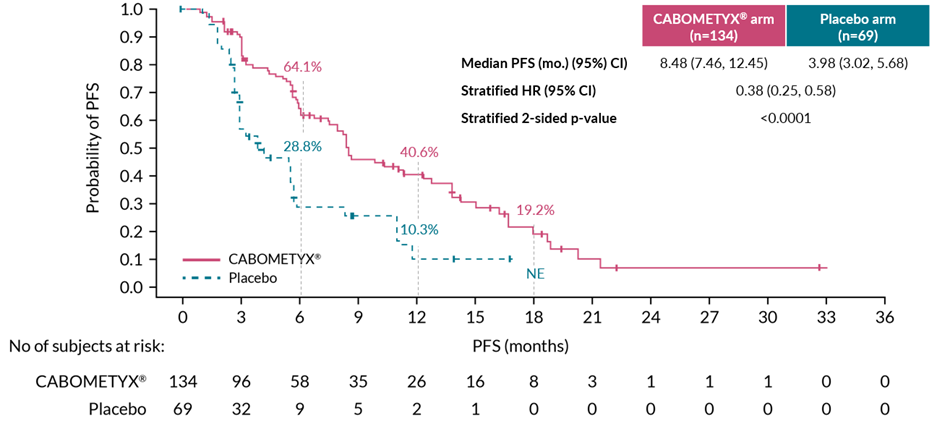 CABOMETYX® arm
(n=134)
Placebo arm
(n=69)
Median PFS (mo.) (95%) CI) 8.48 (7.46, 12.45) 3.98 (3.02, 5.68)
Stratified HR (95% CI) 0.38 (0.25, 0.58)
Stratified 2-sided p-value <0.0001
Probability of PFS
1.0
0.9
0.8
0.7
0.6
0.5
0.4
0.3
0.2
0.1
0.0
64.1%
28.8%
40.6%
10.3%
19.2%
NE
CABOMETYX®
Placebo
0 3 6 9 12 15 18 21 24 27 30 33 36
No of subjects at risk: PFS (months)
CABOMETYX® 134 96 58 35 26 16 8 3 1 1 1 0 0
Placebo 69 32 9 5 2 1 0 0 0 0 0 0 0